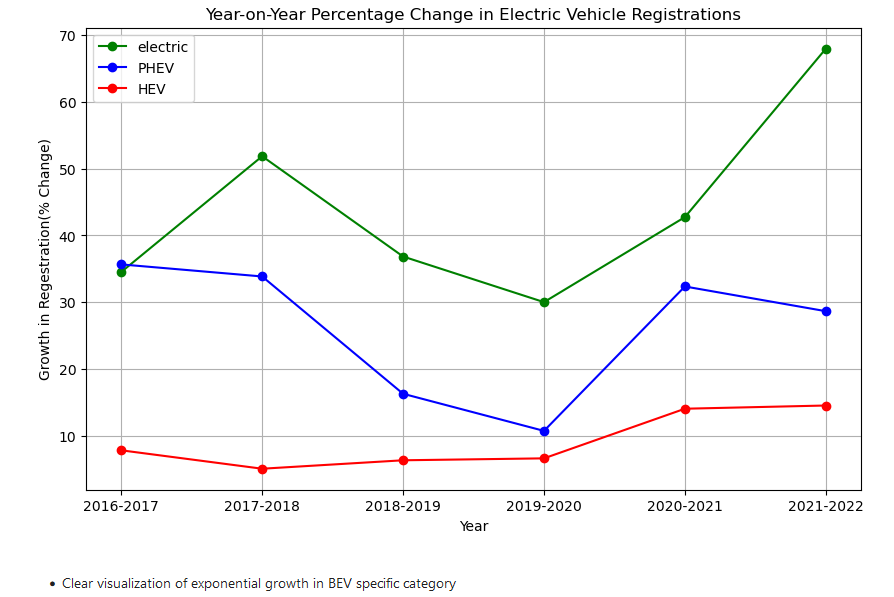 Year-on-Year Percentage Change in Electric Vehicle Registrations
electric
PHEV
HEV
Growth in Regestration(% Change)
70
60
50
40
30
20
10
2016-2017 2017-2018 2018-2019 2019-2020 2020-2021 2021-2022
Year
• Clear visualization of exponential growth in BEV specific category